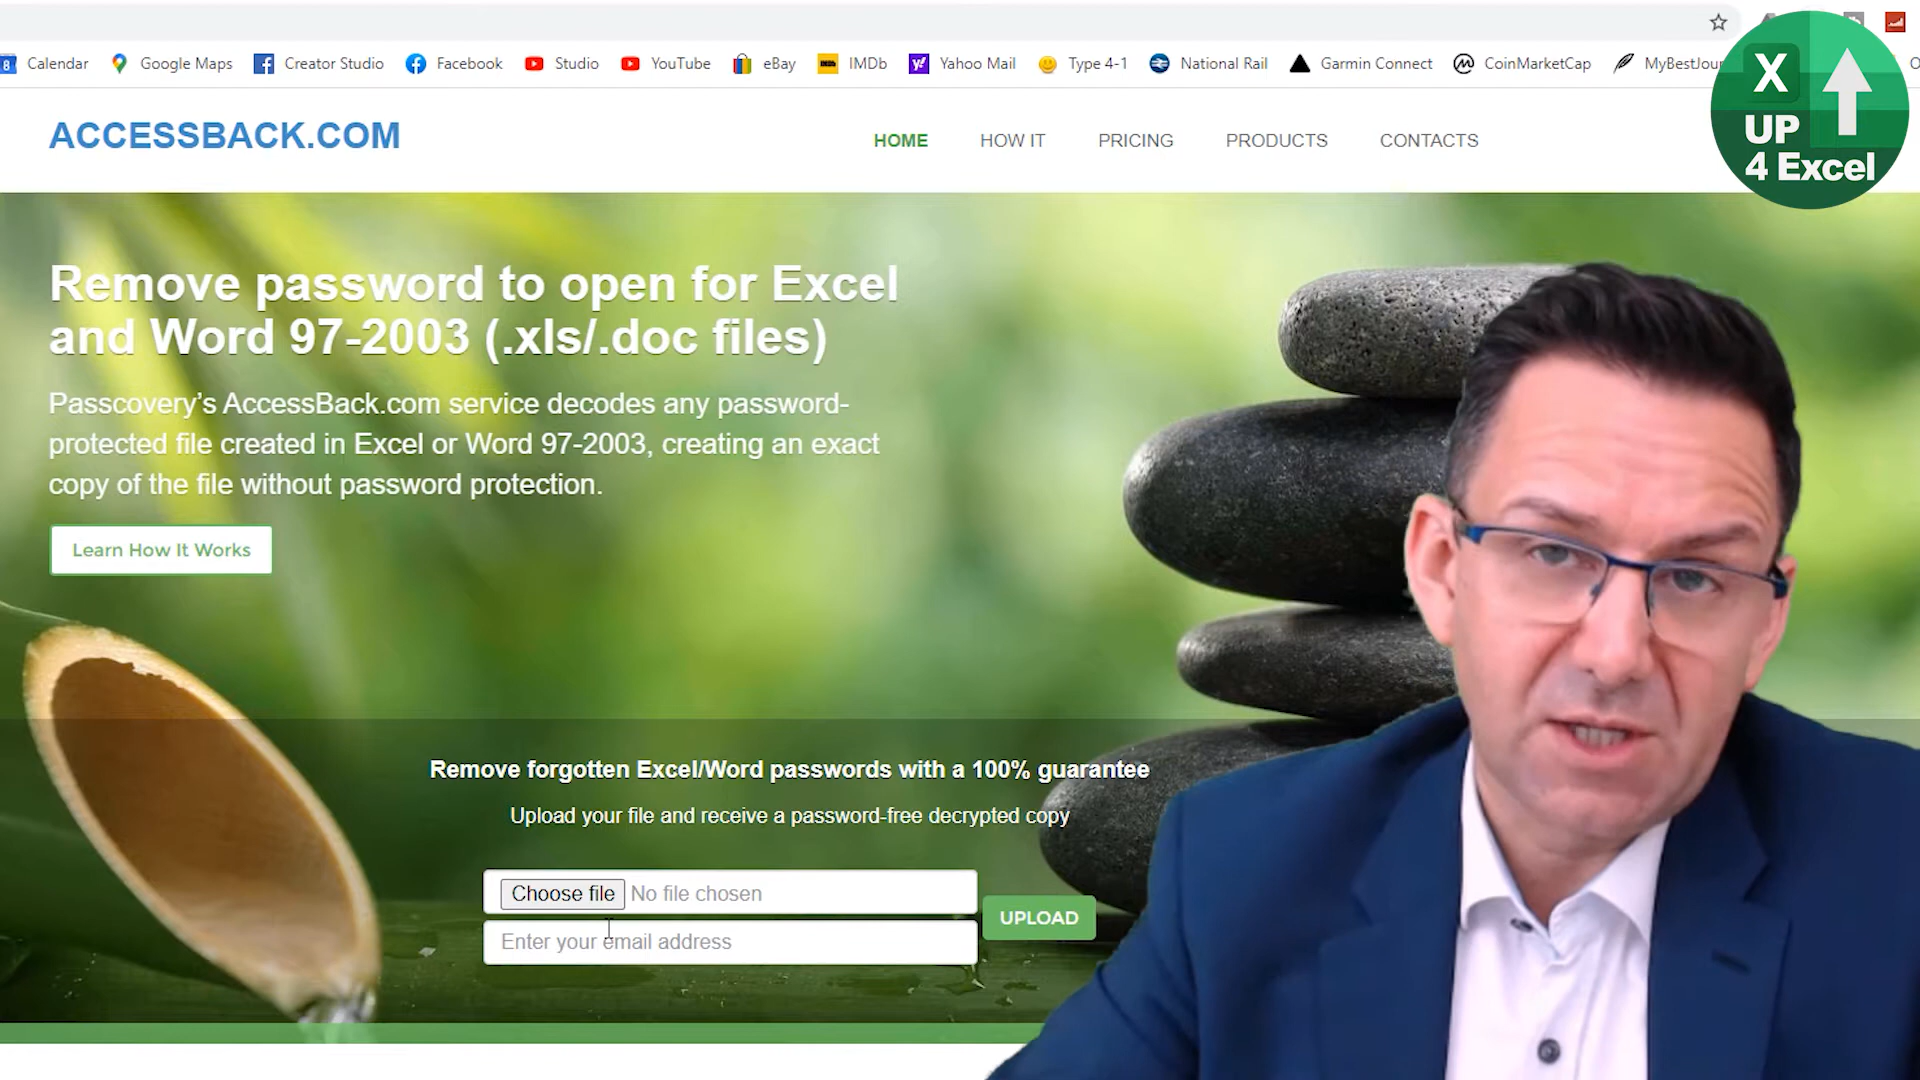 Calendar Google Maps Creator Studio Facebook Studio YouTube eBay IMDb Yahoo Mail Type 4-1 National Rail Garmin Connect CoinMarketCap MyBestJour
X
UP
4 Excel
ACCESSBACK.COM
HOME HOW IT PRICING PRODUCTS CONTACTS
Remove password to open for Excel
and Word 97-2003 (.xls/.doc files)
Passcovery's AccessBack.com service decodes any password-
protected file created in Excel or Word 97-2003, creating an exact
copy of the file without password protection.
Learn How It Works
Remove forgotten Excel/Word passwords with a 100% guarantee
Upload your file and receive a password-free decrypted copy
Choose file No file chosen
Enter your email address
UPLOAD